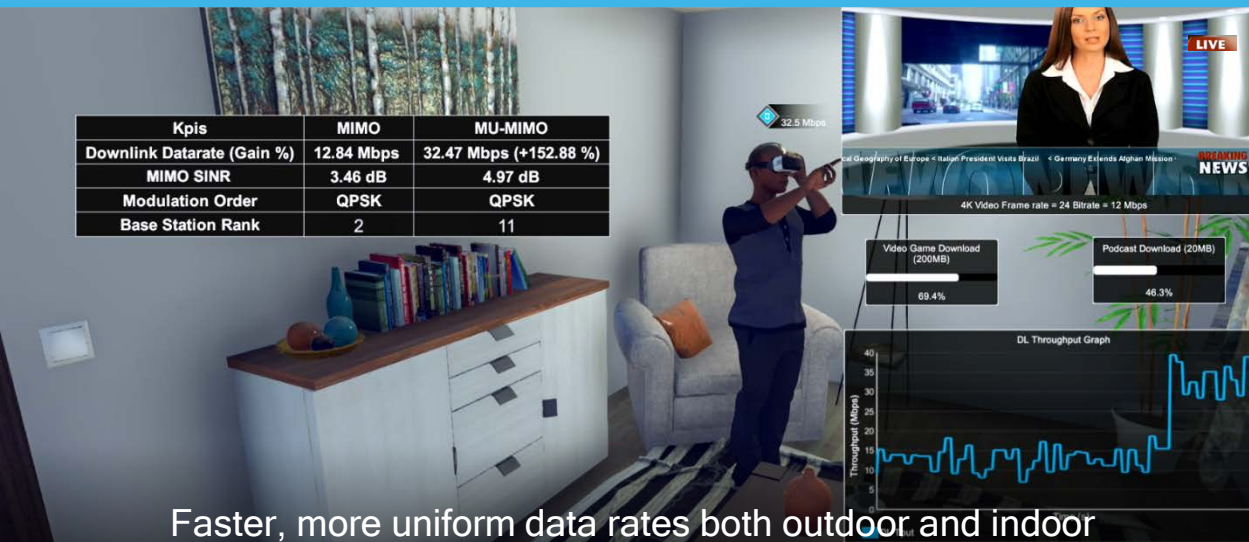 Kpis MIMO MU-MIMO
Downlink Datarate (Gain %) 12.84 Mbps 32.47 Mbps (+152.88 %)
MIMO SINR 3.46 dB 4.97 dB
Modulation Order QPSK QPSK
Base Station Rank 2 11
32.5 Mbps
LIVE
cal Geography of Europe < Italian President Visits Brazil < Germany Extends Afghan Mission
BREAKING
NEWS
4K Video Frame rate = 24 Bitrate = 12 Mbps
Video Game Download
(200MB)
69.4%
Podcast Download (20MB)
46.3%
DL Throughput Graph
Throughput (Mbps)
40
35
30
25
20
15
10
5
0
Faster, more uniform data rates both outdoor and indoor